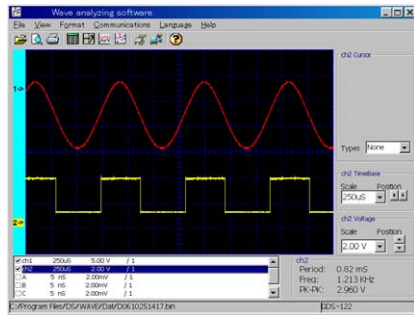 Wave analyzing software
File View Format Communications Language Help
ch2 Cursor
1
Types None
ch2 TimeBase
Scale Position
250uS
ch2 Voltage
2
Scale Position
2.00 V
ch1 250uS 5.00 V / 1
ch2 250uS 2.00 V / 1
A 5 nS 2.00mV / 1
B 5 nS 2.00mV / 1
C 5 nS 2.00mV / 1
ch2
Period: 0.82 mS
Freq: 1.213 KHz
PK-PK: 2.960 V
C:/Program Files/DS/WAVE/Dat/D0610251417.bin
GDS-122